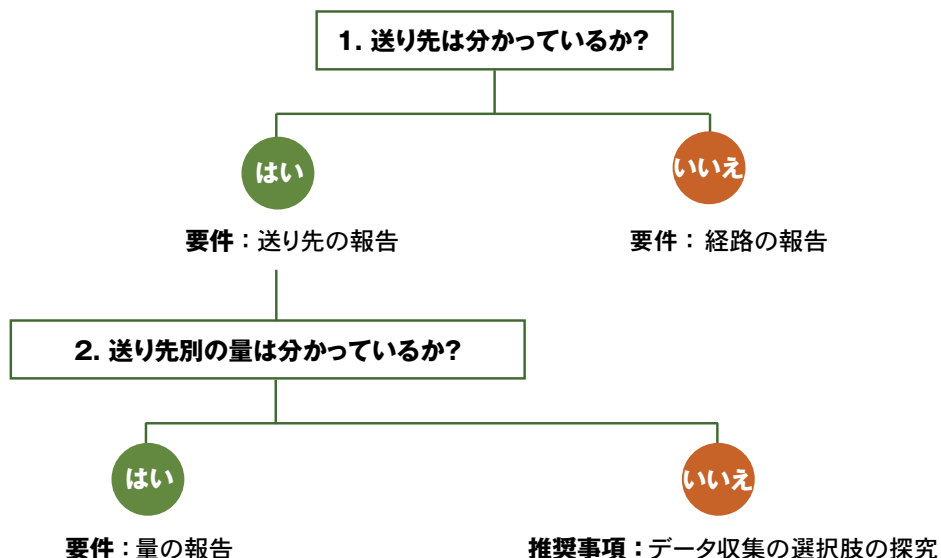 1. 送り先は分かっているか?
はい
いいえ
要件：送り先の報告
要件： 経路の報告
2. 送り先別の量は分かっているか?
はい
いいえ
要件：量の報告
推奨事項：データ収集の選択肢の探究